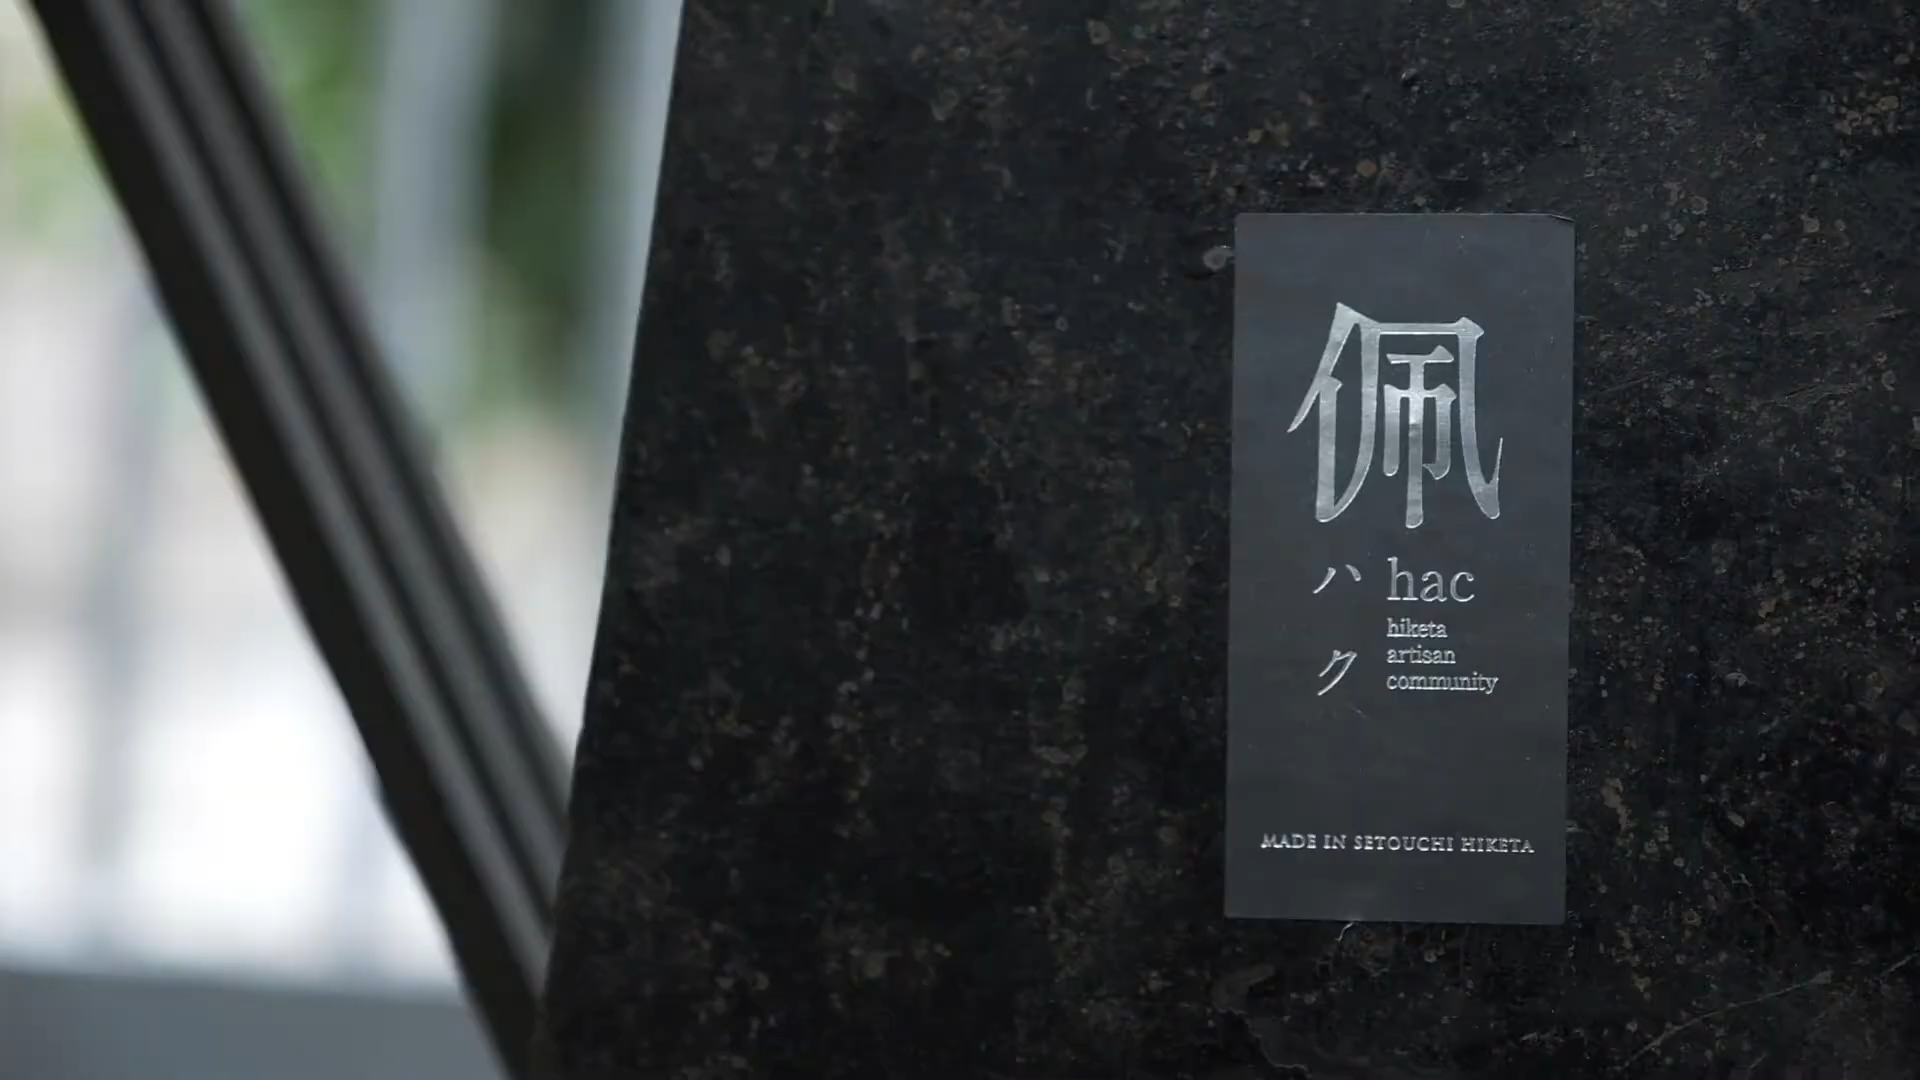 佩
ハク
hac
hiketa
artisan
community
MADE IN SETOUCHI HIKETA